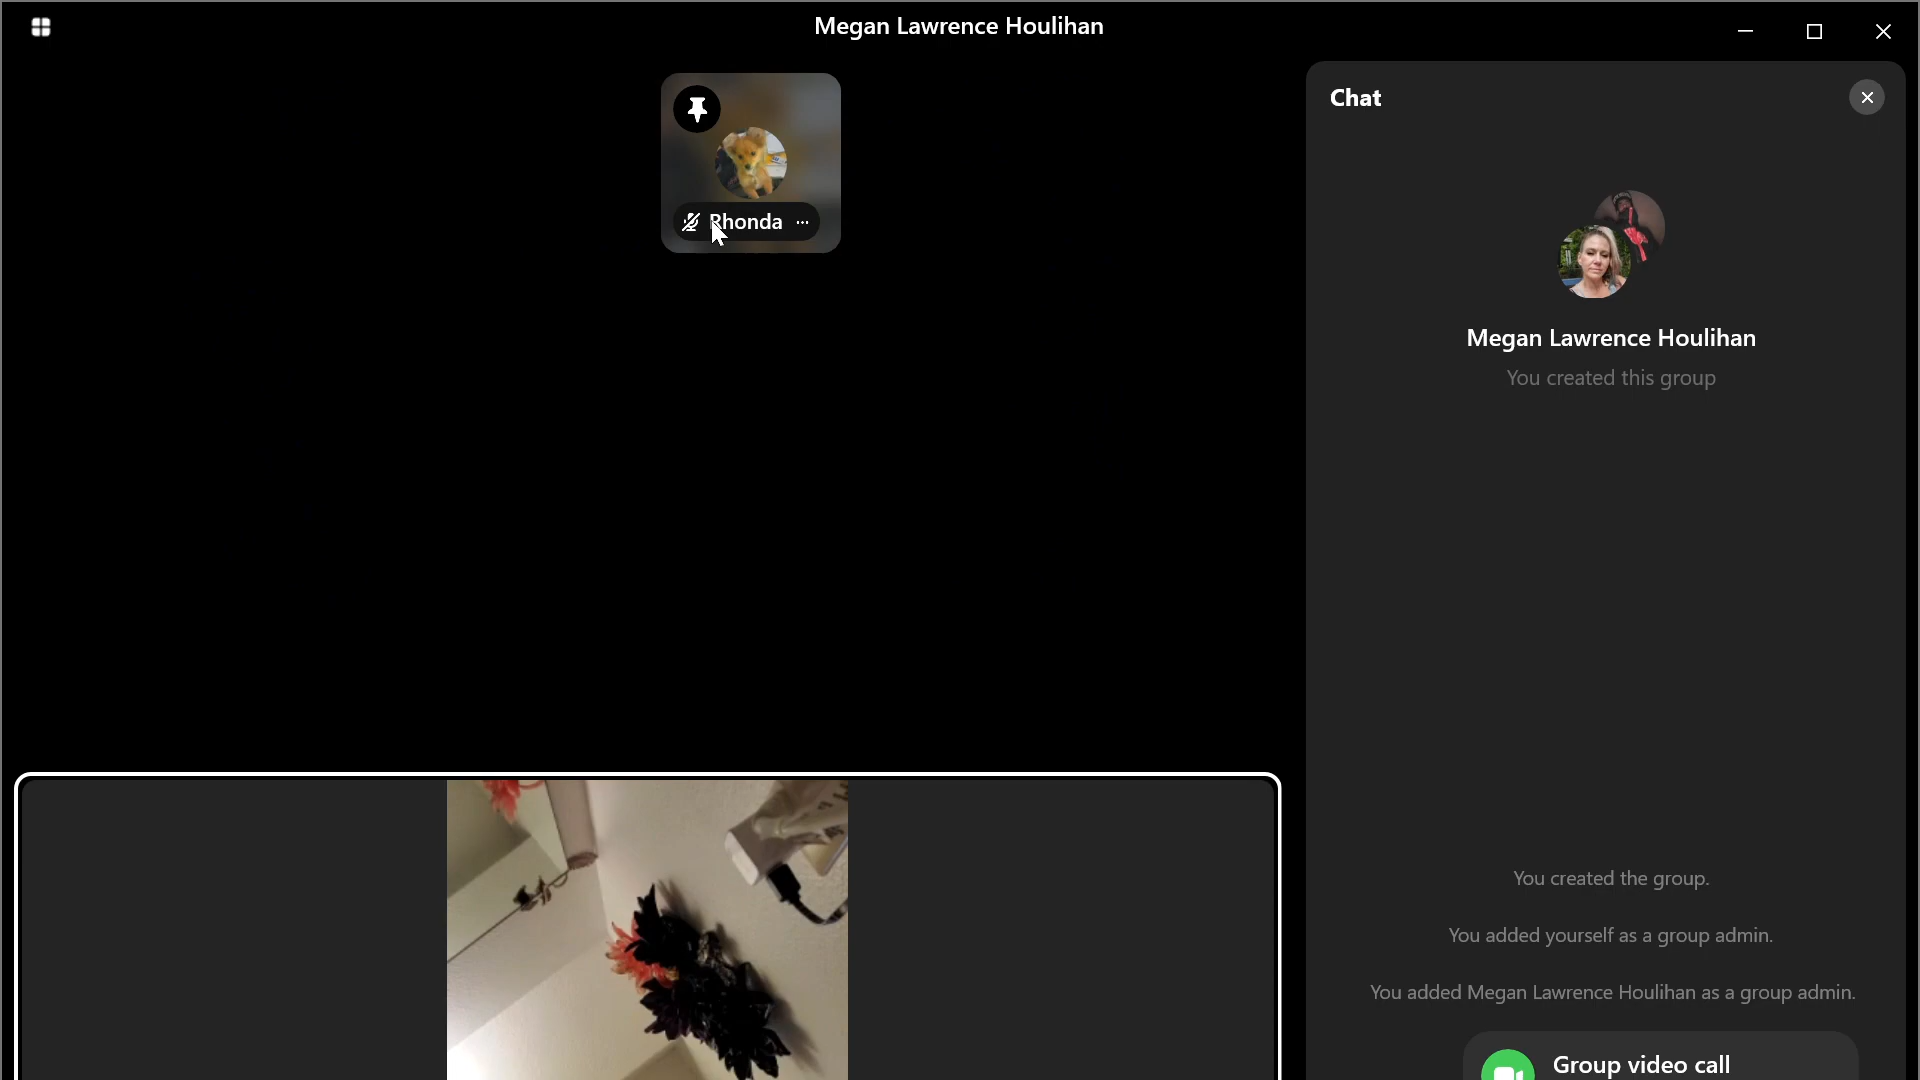 Megan Lawrence Houlihan
Rhonda
Chat
Megan Lawrence Houlihan
You created this group
You created the group.
You added yourself as a group admin.
You added Megan Lawrence Houlihan as a group admin.
Group video call